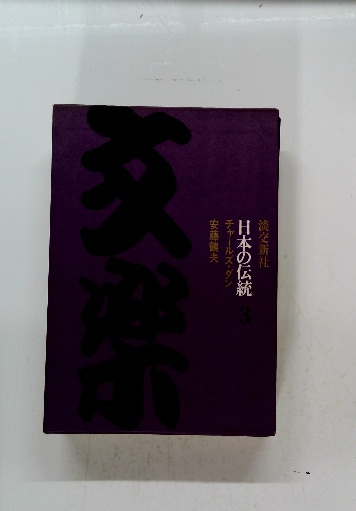 文楽
淡交新社
日本の伝統 3
チャールズ・ダン
安藤鶴夫